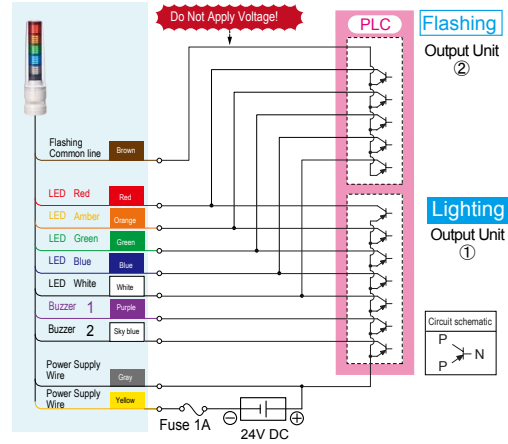 Do Not Apply Voltage!
PLC
Flashing
Output Unit
②
Flashing
Common line
Brown
LED Red
Red
LED Amber
Orange
LED Green
Green
LED Blue
Blue
LED White
White
Buzzer 1
Purple
Buzzer 2
Sky blue
Power Supply
Wire
Gray
Power Supply
Wire
Yellow
Fuse 1A
⊖
⊕
24V DC
Lighting
Output Unit
①
Circuit schematic
P
N
P